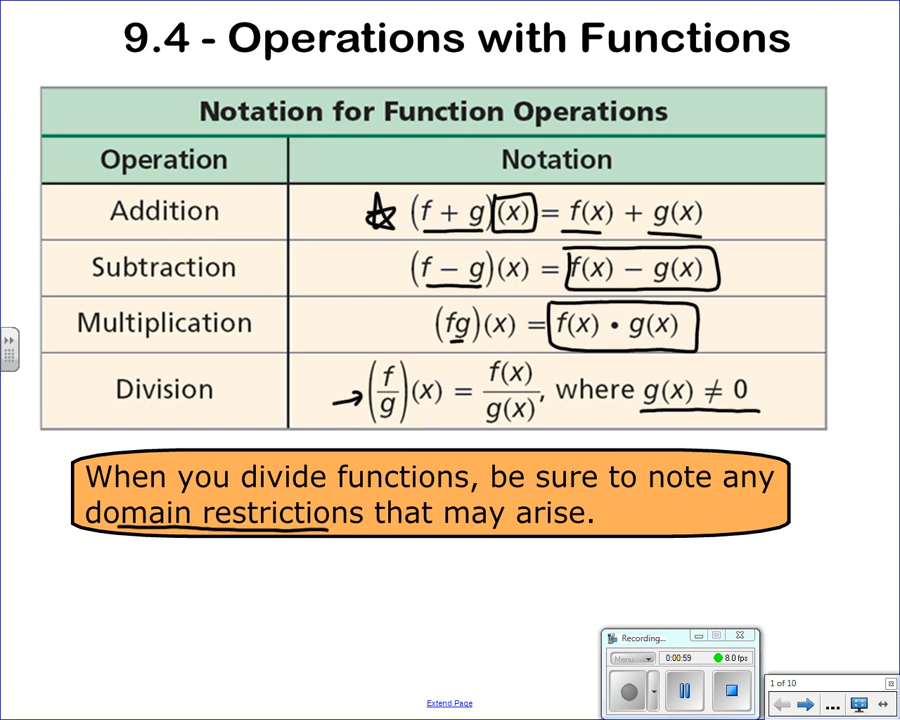 9.4 - Operations with Functions
Notation for Function Operations
Operation Notation
Addition (f + g)(x) = f(x) + g(x)
Subtraction (f − g)(x) = f(x) − g(x)
Multiplication (fg)(x) = f(x) • g(x)
Division (f/g)(x) = f(x)/g(x), where g(x) ≠ 0
When you divide functions, be sure to note any
domain restrictions that may arise.
Recording...
Menu
0:00:59 8.0 fps
1 of 10
...
Extend Page